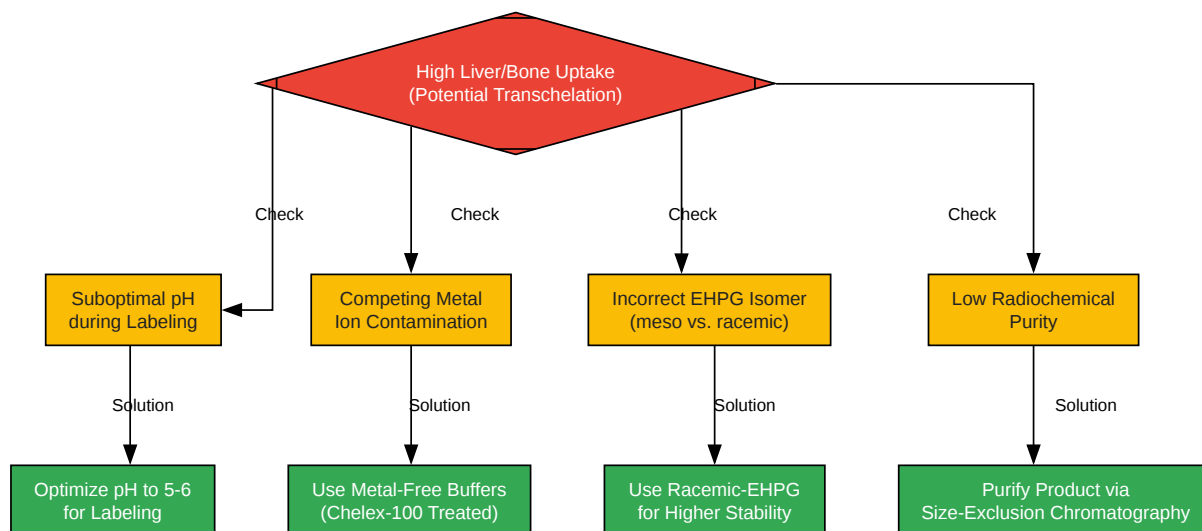 High Liver/Bone Uptake
(Potential Transchelation)
Check
Check
Check
Check
Suboptimal pH
during Labeling
Competing Metal
Ion Contamination
Incorrect EHPG Isomer
(meso vs. racemic)
Low Radiochemical
Purity
Solution
Solution
Solution
Solution
Optimize pH to 5-6
for Labeling
Use Metal-Free Buffers
(Chelex-100 Treated)
Use Racemic-EHPG
for Higher Stability
Purify Product via
Size-Exclusion Chromatography